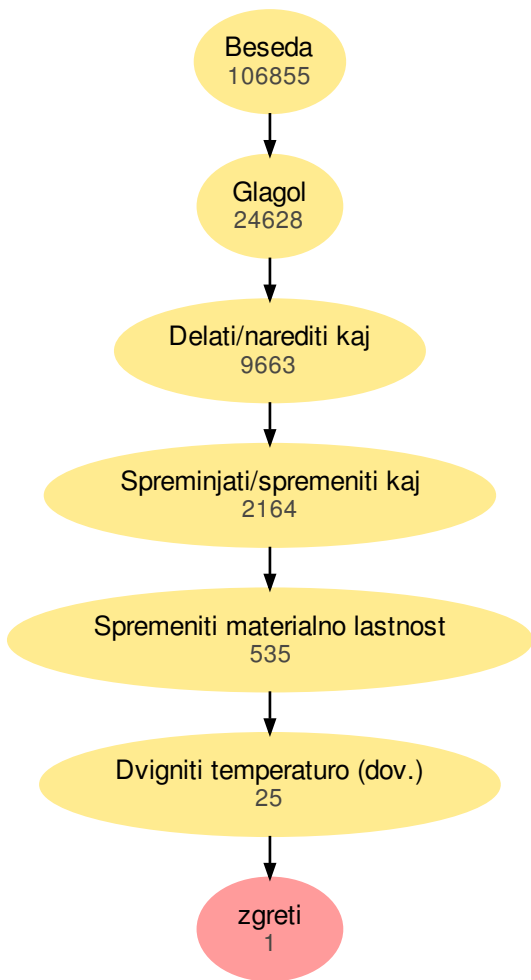 Beseda
106855
Glagol
24628
Delati/narediti kaj
9663
Spreminjati/spremeniti kaj
2164
Spremeniti materialno lastnost
535
Dvigniti temperaturo (dov.)
25
zgreti
1